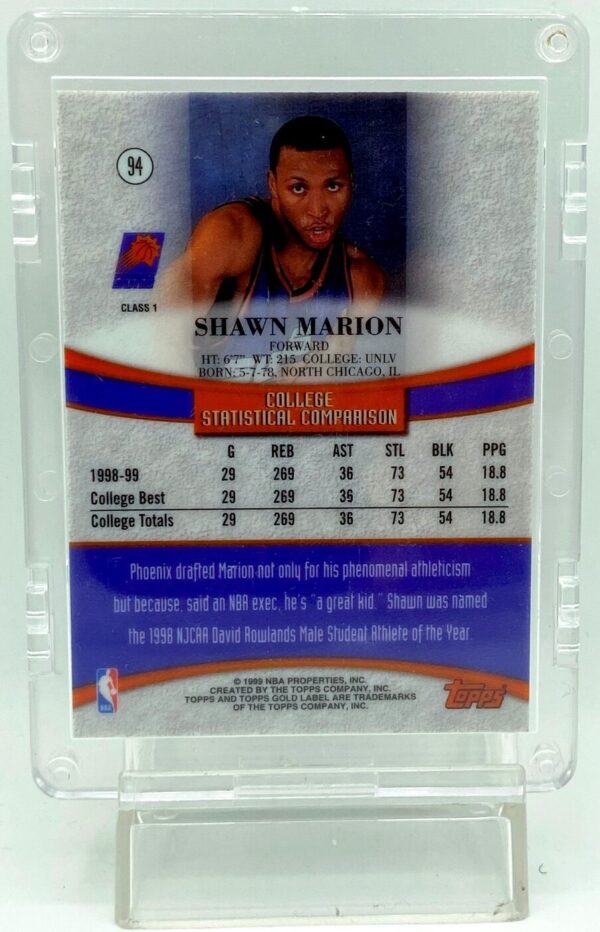 94
SUNS
CLASS 1
SHAWN MARION
FORWARD
HT: 6'7" WT: 215 COLLEGE: UNLV
BORN: 5-7-78, NORTH CHICAGO, IL
COLLEGE
STATISTICAL COMPARISON
G REB AST STL BLK PPG
1998-99 29 269 36 73 54 18.8
College Best 29 269 36 73 54 18.8
College Totals 29 269 36 73 54 18.8
Phoenix drafted Marion not only for his phenomenal athleticism
but because, said an NBA exec, he's "a great kid." Shawn was named
the 1998 NJCAA David Rowlands Male Student Athlete of the Year.
© 1999 NBA PROPERTIES, INC.
CREATED BY THE TOPPS COMPANY, INC.
TOPPS AND TOPPS GOLD LABEL ARE TRADEMARKS
OF THE TOPPS COMPANY, INC.
NBA
topps